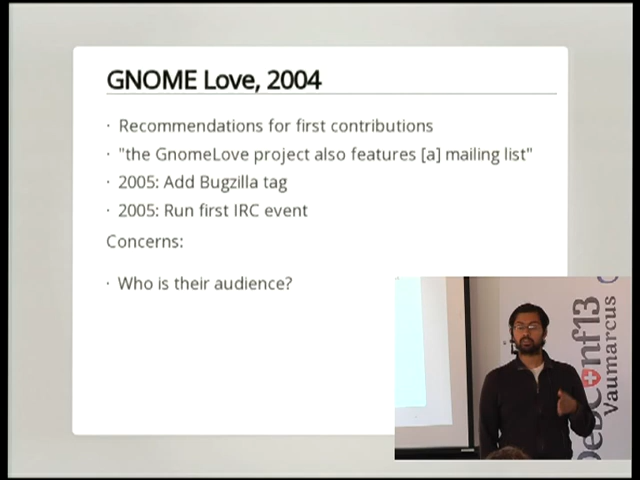 GNOME Love, 2004
· Recommendations for first contributions
· "the GnomeLove project also features [a] mailing list"
· 2005: Add Bugzilla tag
· 2005: Run first IRC event
Concerns:
· Who is their audience?
DebConf13
Vaumarcus